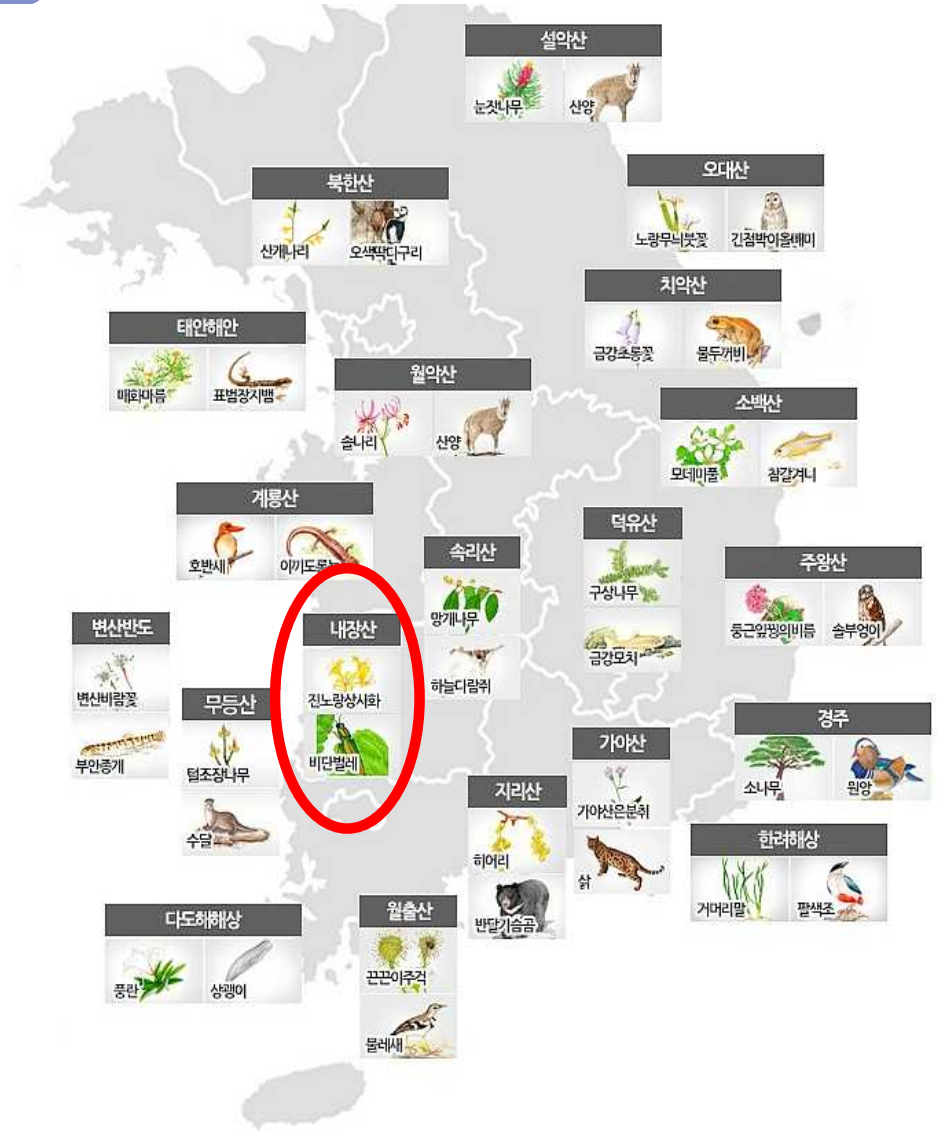 설악산
눈잣나무 산양
오대산
노랑무늬붓꽃 긴점박이올빼미
북한산
산개나리 오색딱다구리
치악산
금강초롱꽃 물두꺼비
태안해안
매화마름 표범장지뱀
월악산
솔나리 산양
소백산
모데미풀 참갈겨니
계룡산
호반새 이끼도롱뇽
덕유산
구상나무
금강모치
속리산
망개나무
하늘다람쥐
주왕산
둥근잎꿩의비름 솔부엉이
변산반도
변산바람꽃
부안종개
내장산
진노랑상사화
비단벌레
무등산
털조장나무
수달
경주
소나무 원앙
가야산
가야산은분취
삵
지리산
히어리
반달가슴곰
한려해상
거머리말 팔색조
다도해해상
풍란 상괭이
월출산
끈끈이주걱
물레새